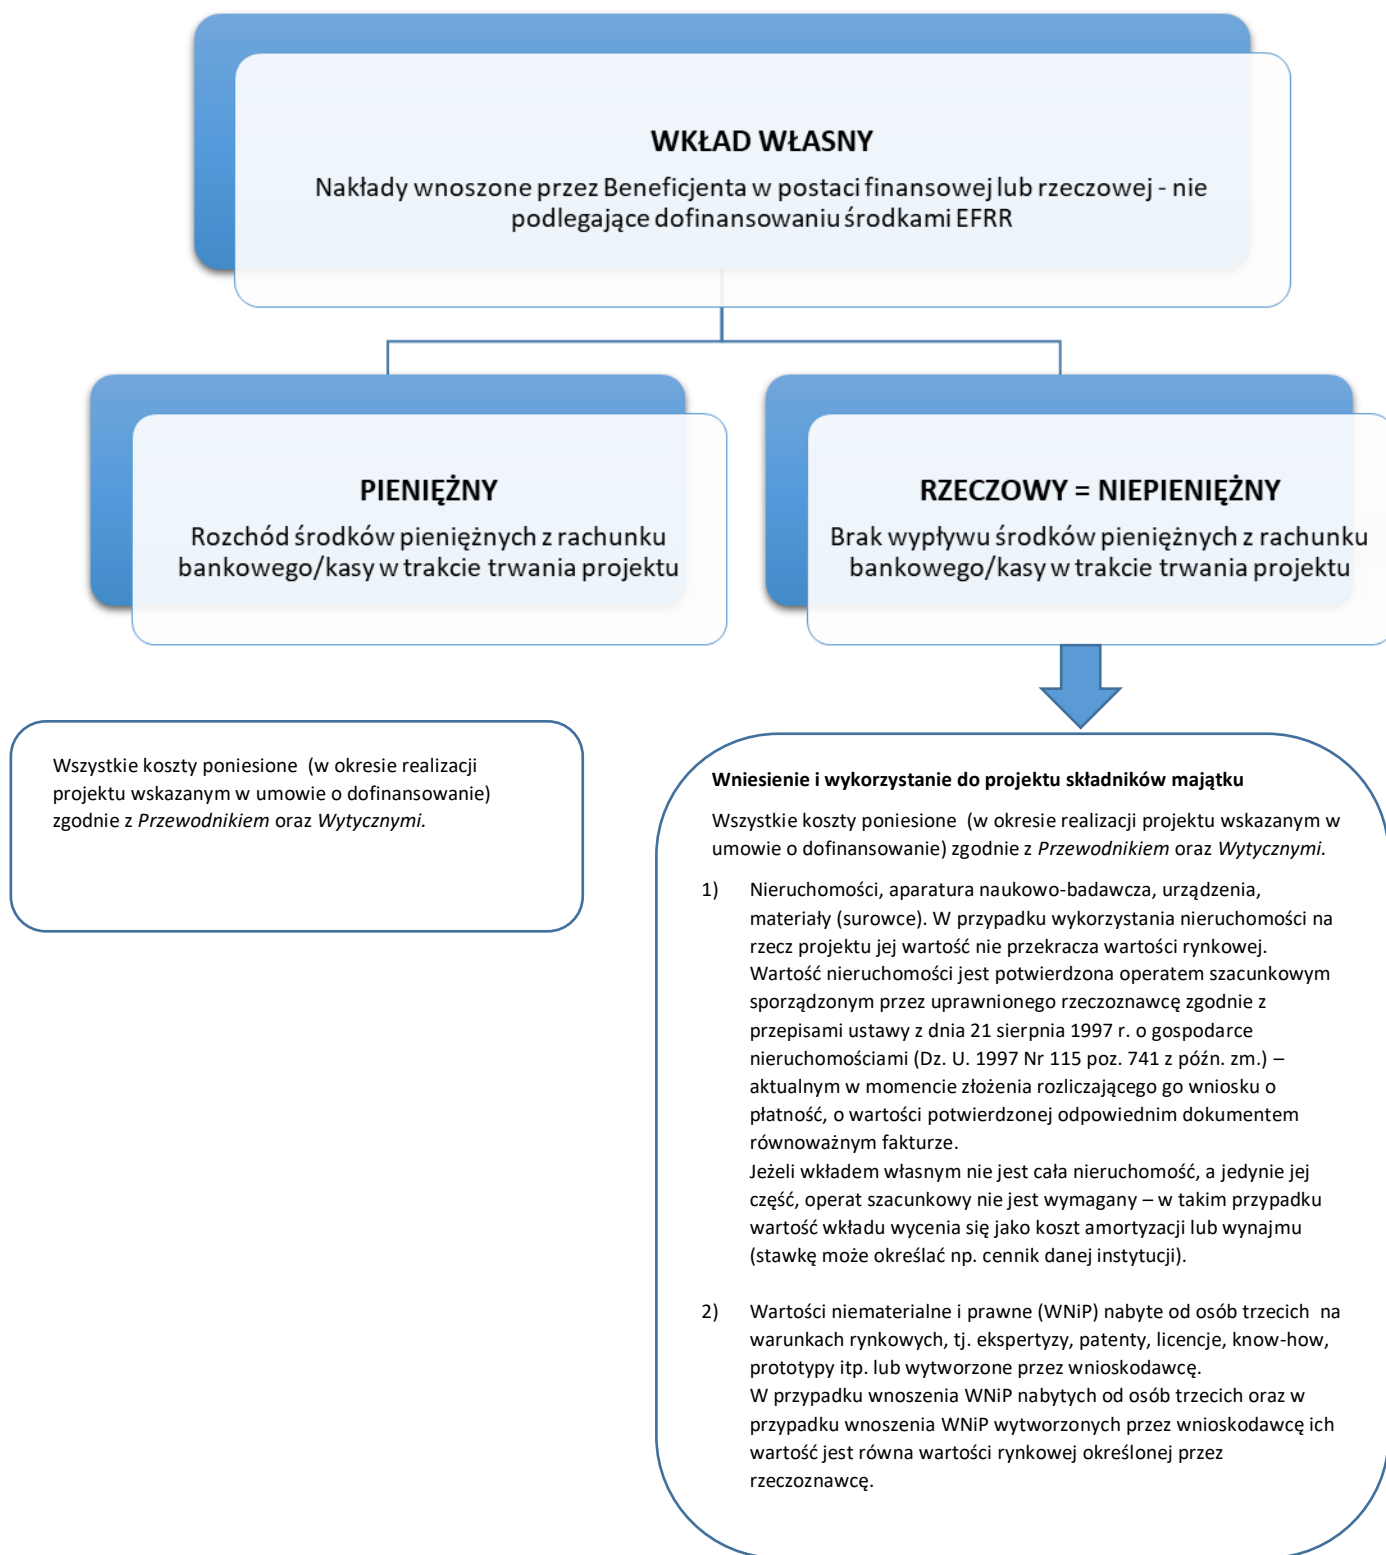 WKŁAD WŁASNY
Nakłady wnoszone przez Beneficjenta w postaci finansowej lub rzeczowej - nie
podlegające dofinansowaniu środkami EFRR
PIENIĘŻNY
Rozchód środków pieniężnych z rachunku
bankowego/kasy w trakcie trwania projektu
RZECZOWY = NIEPIENIĘŻNY
Brak wypływu środków pieniężnych z rachunku
bankowego/kasy w trakcie trwania projektu
Wszystkie koszty poniesione (w okresie realizacji
projektu wskazanym w umowie o dofinansowanie)
zgodnie z Przewodnikiem oraz Wytycznymi.
Wniesienie i wykorzystanie do projektu składników majątku
Wszystkie koszty poniesione (w okresie realizacji projektu wskazanym w
umowie o dofinansowanie) zgodnie z Przewodnikiem oraz Wytycznymi.
1) Nieruchomości, aparatura naukowo-badawcza, urządzenia,
materiały (surowce). W przypadku wykorzystania nieruchomości na
rzecz projektu jej wartość nie przekracza wartości rynkowej.
Wartość nieruchomości jest potwierdzona operatem szacunkowym
sporządzonym przez uprawnionego rzeczoznawcę zgodnie z
przepisami ustawy z dnia 21 sierpnia 1997 r. o gospodarce
nieruchomościami (Dz. U. 1997 Nr 115 poz. 741 z późn. zm.) –
aktualnym w momencie złożenia rozliczającego go wniosku o
płatność, o wartości potwierdzonej odpowiednim dokumentem
równoważnym fakturze.
Jeżeli wkładem własnym nie jest cała nieruchomość, a jedynie jej
część, operat szacunkowy nie jest wymagany – w takim przypadku
wartość wkładu wycenia się jako koszt amortyzacji lub wynajmu
(stawkę może określać np. cennik danej instytucji).
2) Wartości niematerialne i prawne (WNiP) nabyte od osób trzecich na
warunkach rynkowych, tj. ekspertyzy, patenty, licencje, know-how,
prototypy itp. lub wytworzone przez wnioskodawcę.
W przypadku wnoszenia WNiP nabytych od osób trzecich oraz w
przypadku wnoszenia WNiP wytworzonych przez wnioskodawcę ich
wartość jest równa wartości rynkowej określonej przez
rzeczoznawcę.